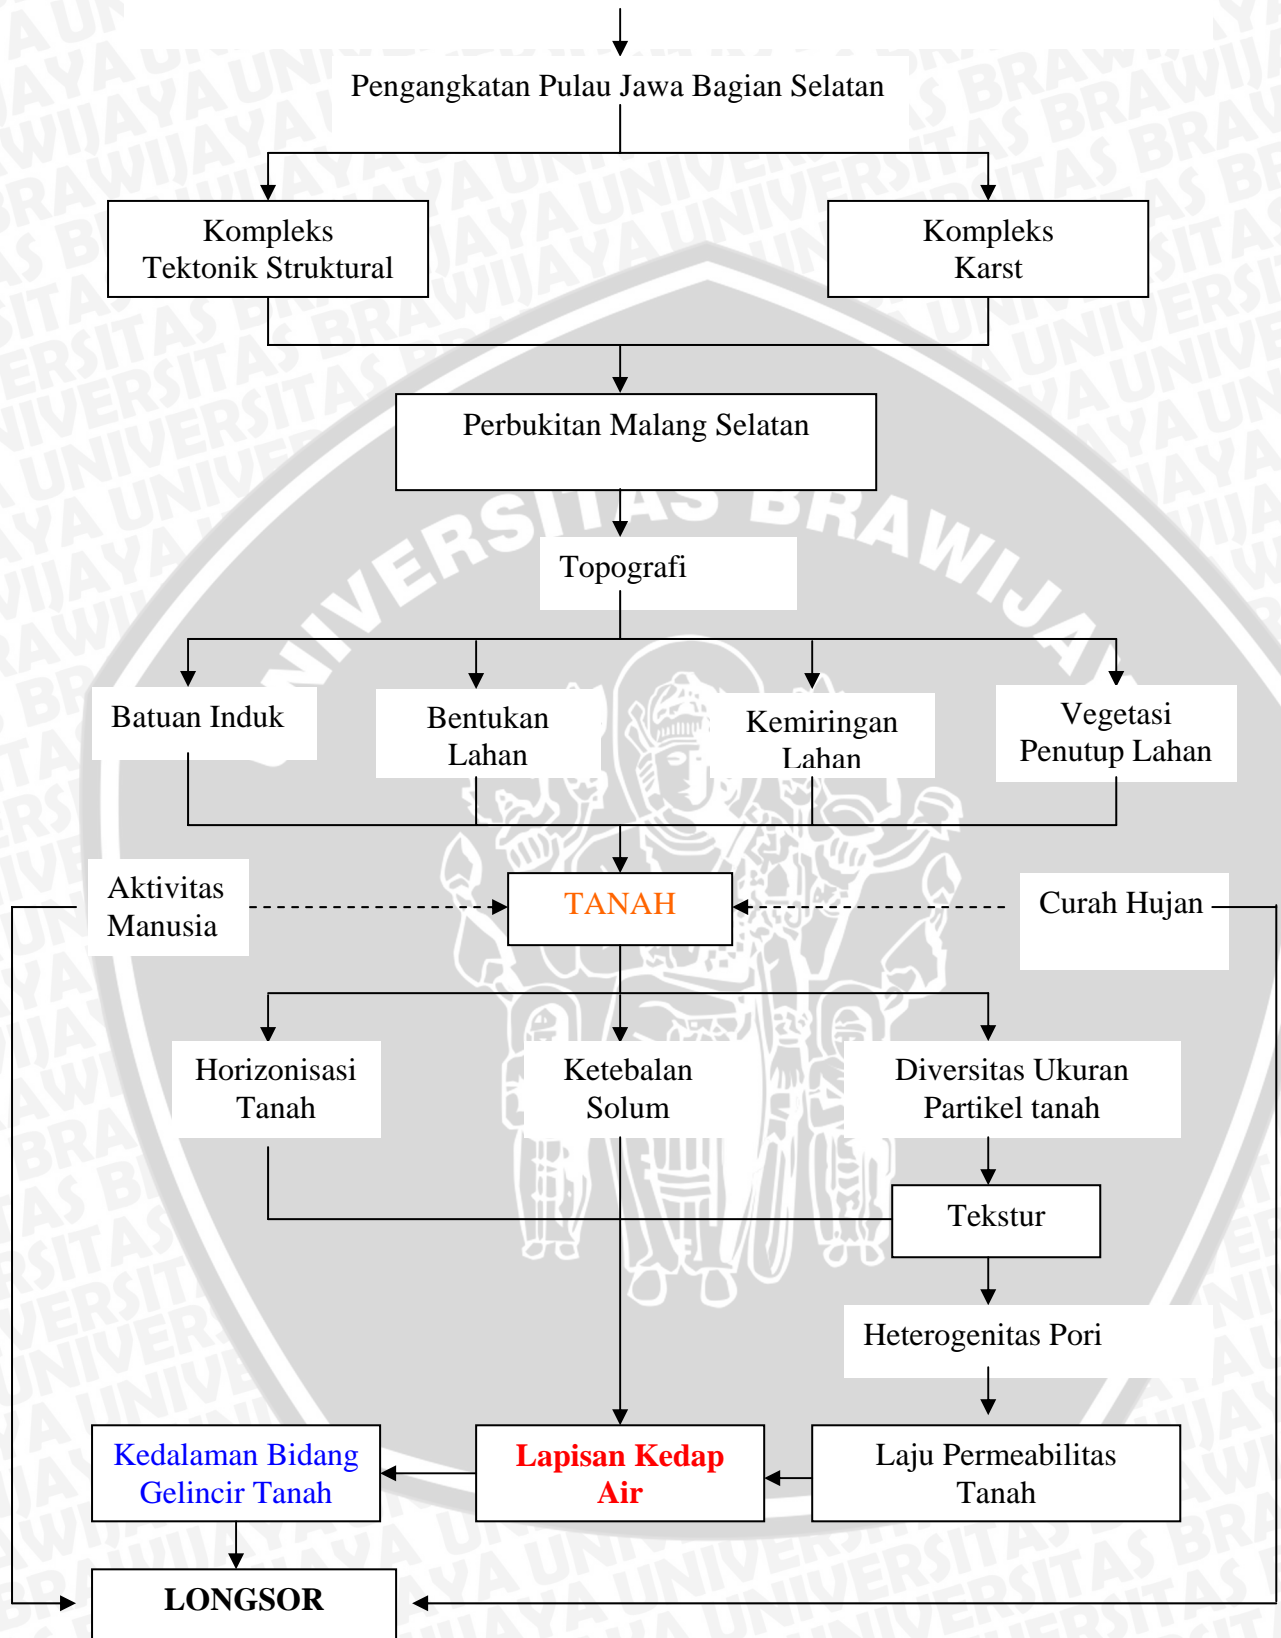 Pengangkatan Pulau Jawa Bagian Selatan
Kompleks
Tektonik Struktural
Kompleks
Karst
Perbukitan Malang Selatan
UNIVERSITAS BRAWIJAYA
Topografi
Batuan Induk
Bentukan
Lahan
Kemiringan
Lahan
Vegetasi
Penutup Lahan
Aktivitas
Manusia
TANAH
Curah Hujan
Horizonisasi
Tanah
Ketebalan
Solum
Diversitas Ukuran
Partikel tanah
Tekstur
Heterogenitas Pori
Kedalaman Bidang
Gelincir Tanah
Lapisan Kedap
Air
Laju Permeabilitas
Tanah
LONGSOR